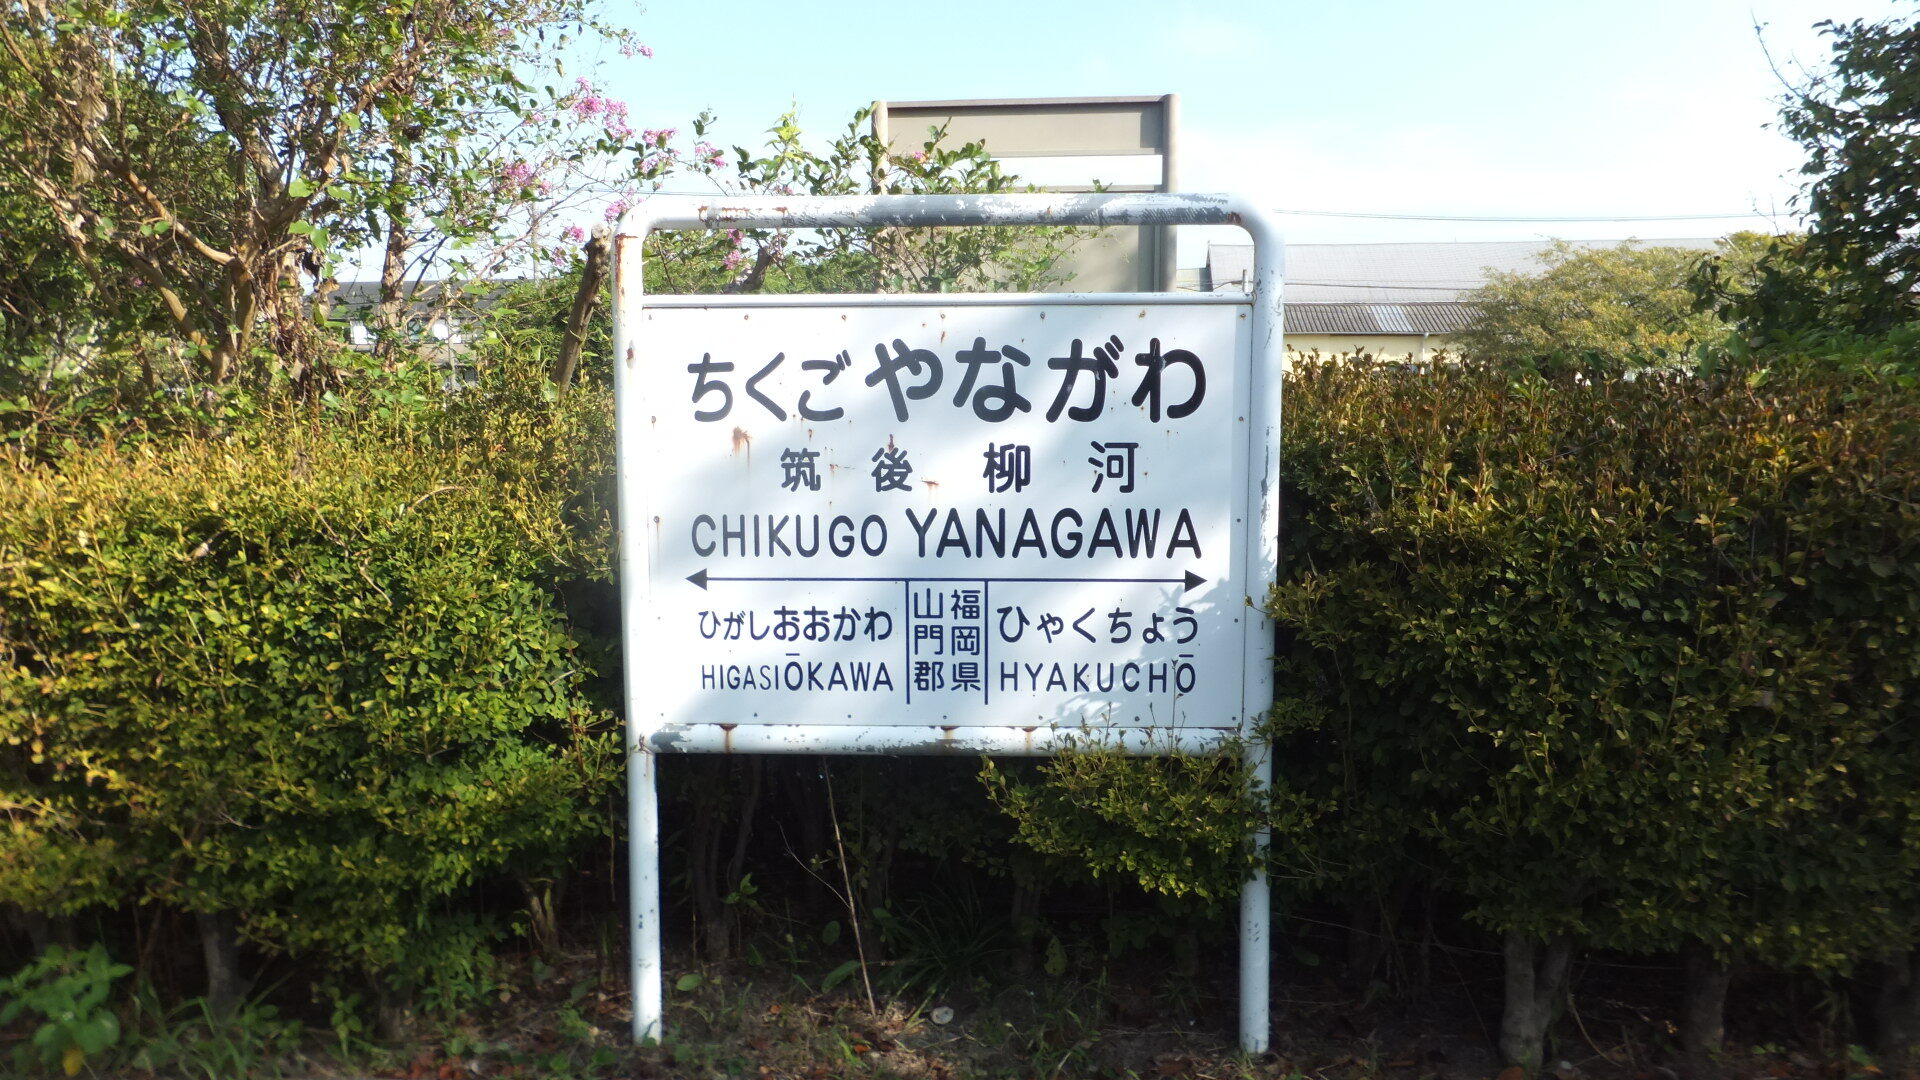 ちくごやながわ
筑後 柳河
CHIKUGO YANAGAWA
ひがしおおかわ
HIGASIŌKAWA
福岡県
山門郡
ひゃくちょう
HYAKUCHŌ